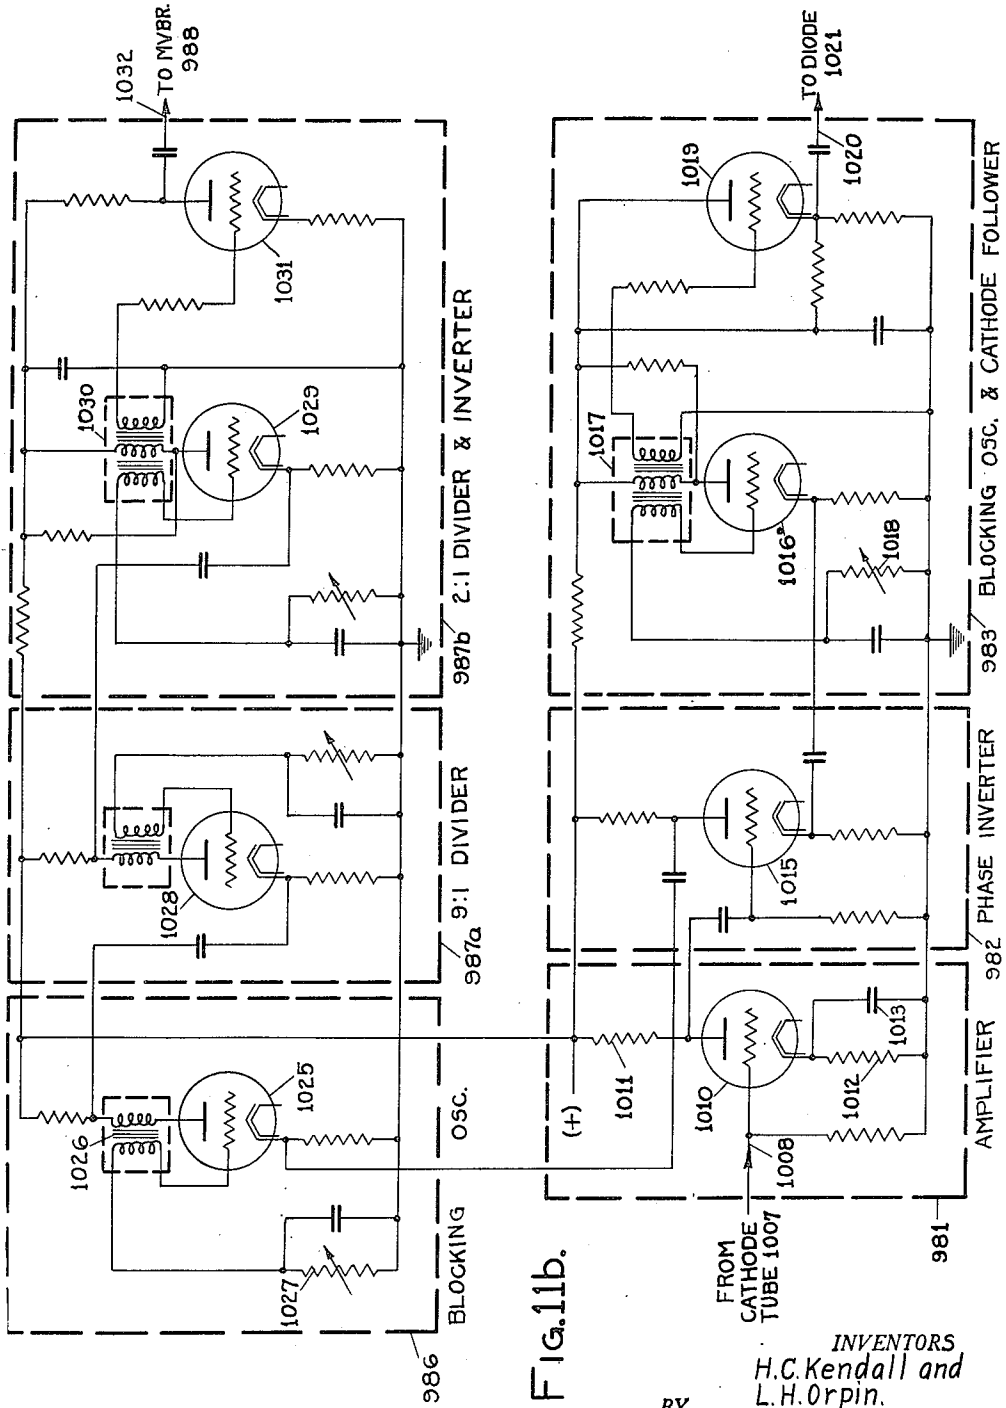 1032
TO MVBR.
988
1030
1029
1031
987b 2:1 DIVIDER & INVERTER
1028
987a 9:1 DIVIDER
1026
1025
1027
BLOCKING OSC.
986
TO DIODE
1021
1020
1019
1017
1016
1018
983 BLOCKING OSC. & CATHODE FOLLOWER
1015
982 PHASE INVERTER
(+)
1011
1010
1012
1013
1008
FROM
CATHODE
TUBE 1007
AMPLIFIER
981
FIG.11b.
INVENTORS
H.C.Kendall and
L.H.Orpin.
BY